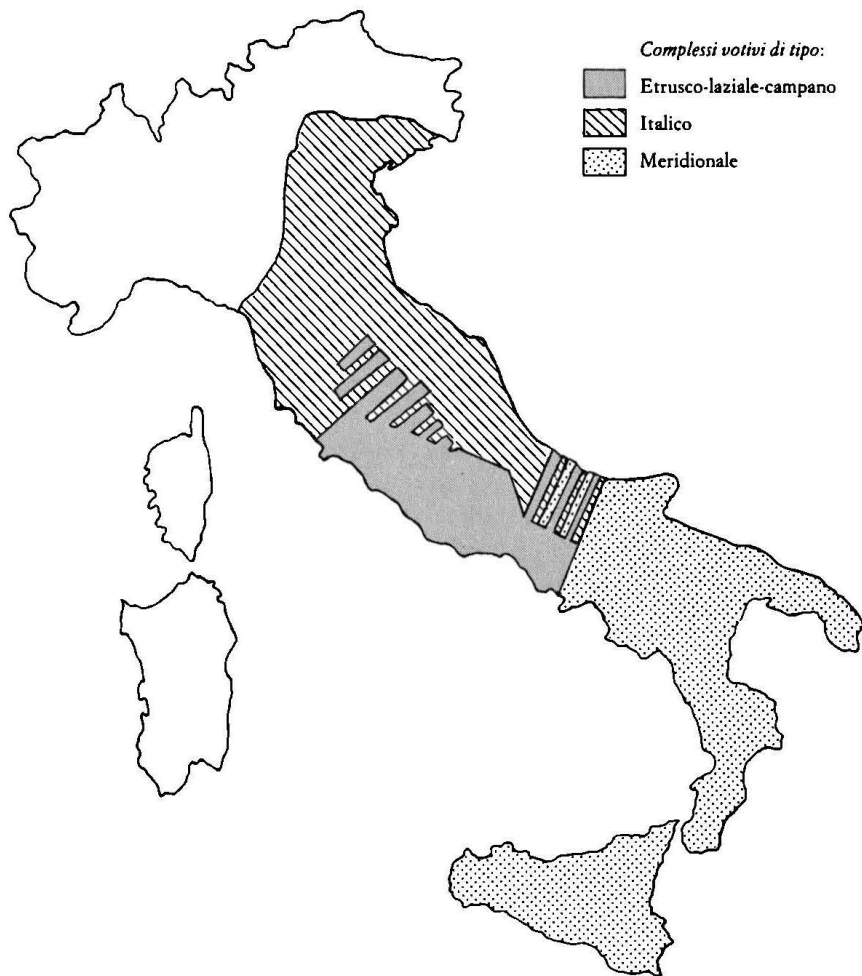 Complessi votivi di tipo:
Etrusco-laziale-campano
Italico
Meridionale